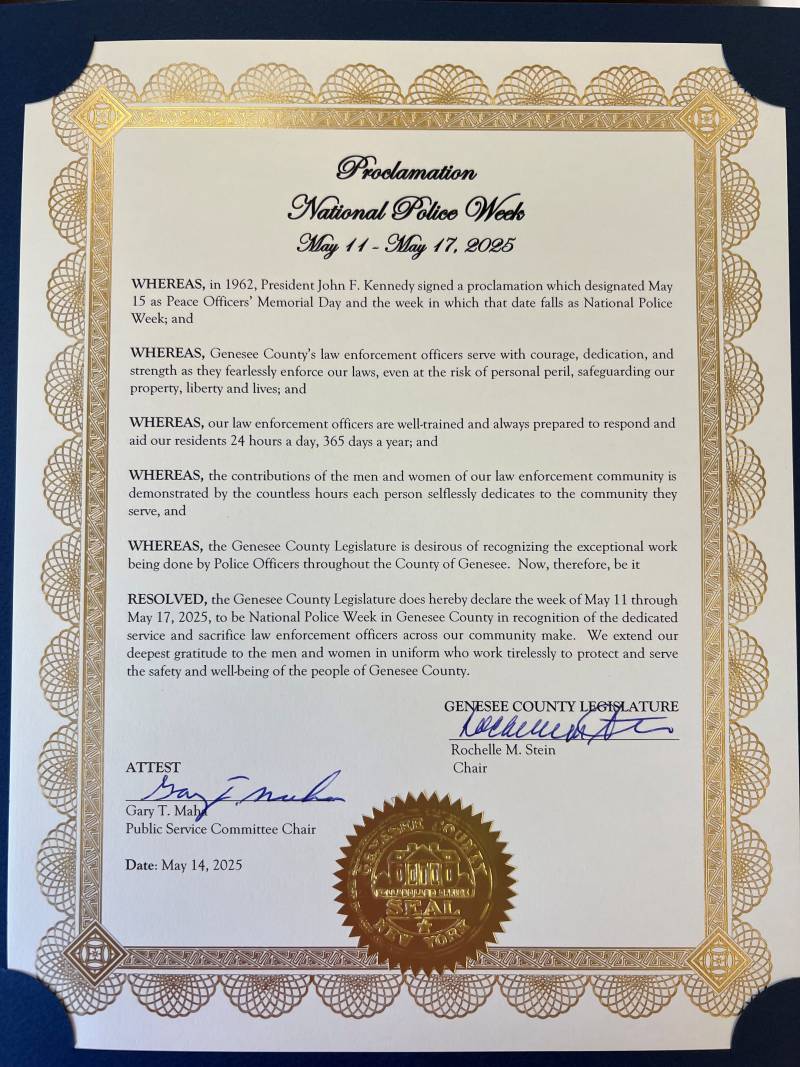 Proclamation
National Police Week
May 11 - May 17, 2025
WHEREAS, in 1962, President John F. Kennedy signed a proclamation which designated May
15 as Peace Officers' Memorial Day and the week in which that date falls as National Police
Week; and
WHEREAS, Genesee County's law enforcement officers serve with courage, dedication, and
strength as they fearlessly enforce our laws, even at the risk of personal peril, safeguarding our
property, liberty and lives; and
WHEREAS, our law enforcement officers are well-trained and always prepared to respond and
aid our residents 24 hours a day, 365 days a year; and
WHEREAS, the contributions of the men and women of our law enforcement community is
demonstrated by the countless hours each person selflessly dedicates to the community they
serve, and
WHEREAS, the Genesee County Legislature is desirous of recognizing the exceptional work
being done by Police Officers throughout the County of Genesee. Now, therefore, be it
RESOLVED, the Genesee County Legislature does hereby declare the week of May 11 through
May 17, 2025, to be National Police Week in Genesee County in recognition of the dedicated
service and sacrifice law enforcement officers across our community make. We extend our
deepest gratitude to the men and women in uniform who work tirelessly to protect and serve
the safety and well-being of the people of Genesee County.
GENESEE COUNTY LEGISLATURE
Rochelle M. Stein
Chair
ATTEST
Gary T. Maha
Gary T. Maha
Public Service Committee Chair
Date: May 14, 2025
GENESEE COUNTY
SEAL
NEW YORK